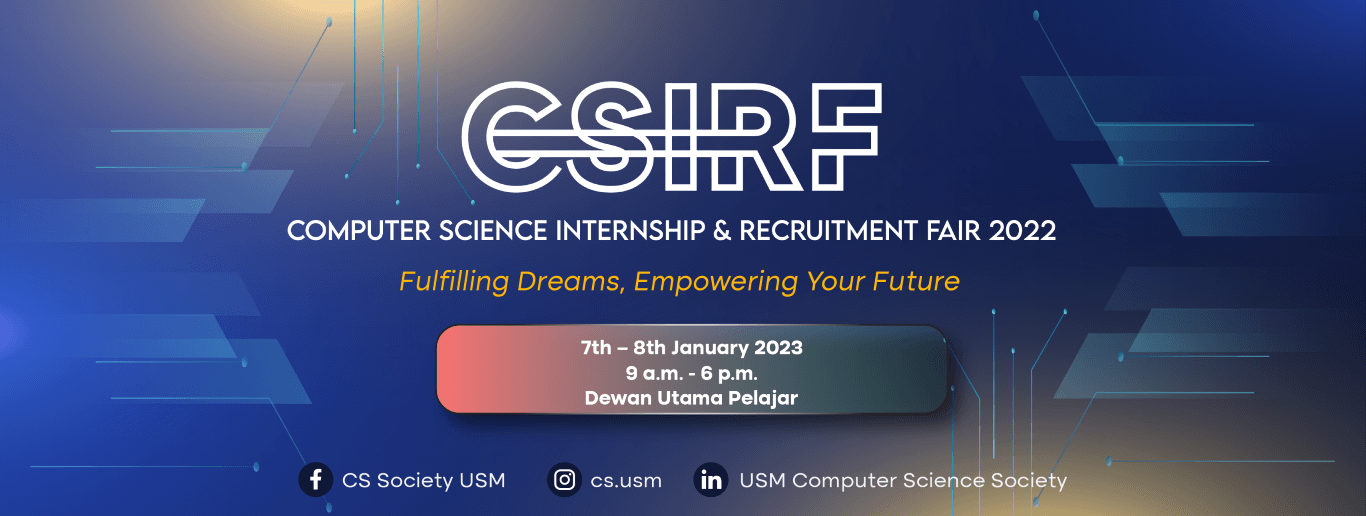 CSIRF
COMPUTER SCIENCE INTERNSHIP & RECRUITMENT FAIR 2022
Fulfilling Dreams, Empowering Your Future
7th – 8th January 2023
9 a.m. - 6 p.m.
Dewan Utama Pelajar
CS Society USM cs.usm USM Computer Science Society